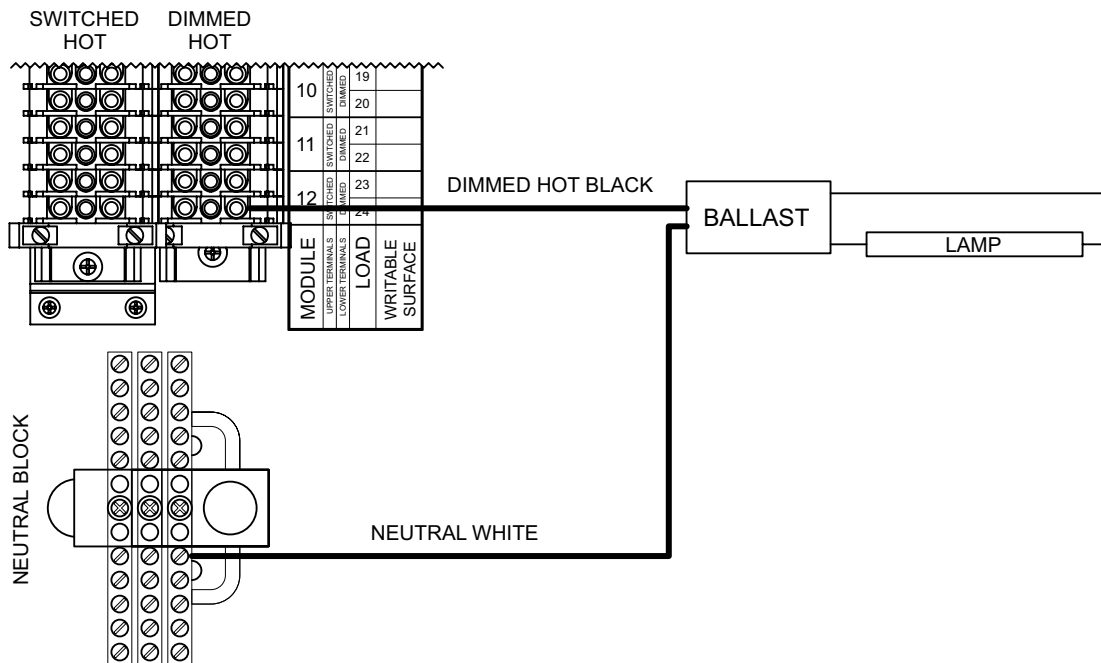 SWITCHED
HOT
DIMMED
HOT
10
SWITCHED
DIMMED
19
20
11
SWITCHED
DIMMED
21
22
12
SWITCHED
DIMMED
23
24
MODULE
UPPER TERMINALS
LOWER TERMINALS
LOAD
WRITABLE
SURFACE
DIMMED HOT BLACK
BALLAST
LAMP
NEUTRAL BLOCK
NEUTRAL WHITE